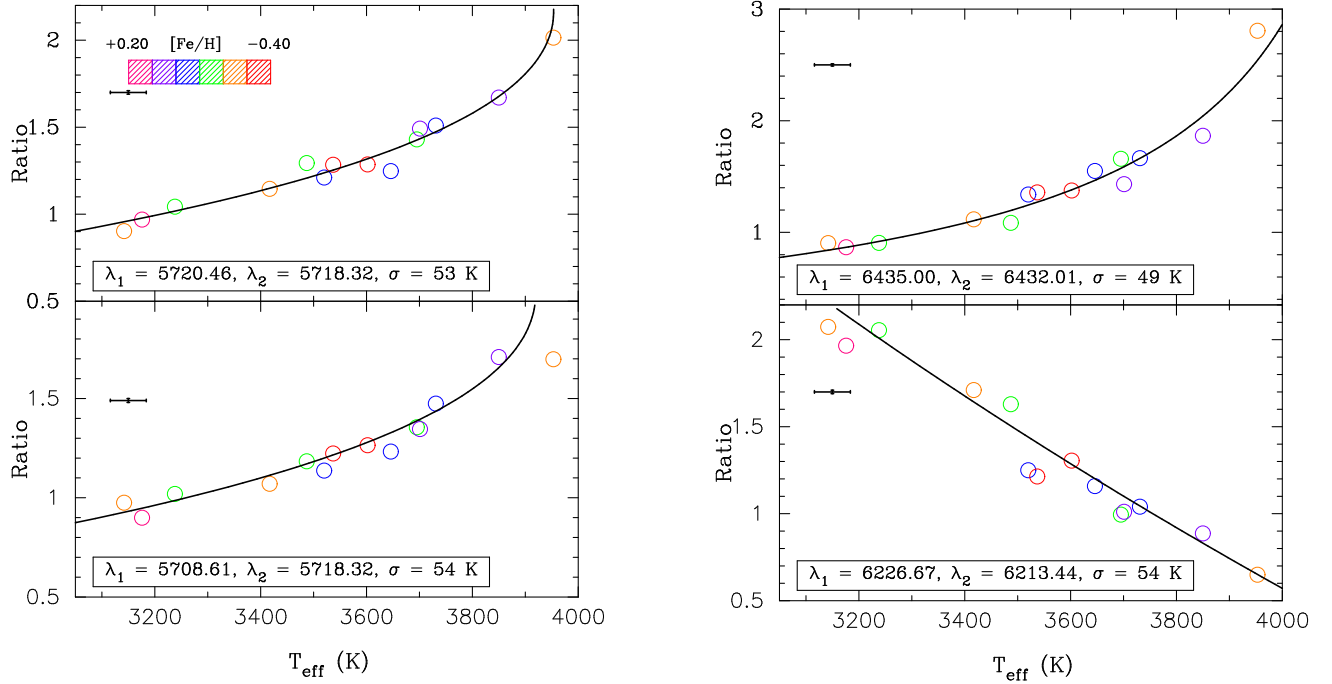 2
+0.20 [Fe/H] −0.40
1.5
Ratio
1
λ1 = 5720.46, λ2 = 5718.32, σ = 53 K
0.5
1.5
Ratio
1
λ1 = 5708.61, λ2 = 5718.32, σ = 54 K
0.5
3200 3400 3600 3800 4000
Teff (K)
3
2
Ratio
1
λ1 = 6435.00, λ2 = 6432.01, σ = 49 K
2
1.5
Ratio
1
λ1 = 6226.67, λ2 = 6213.44, σ = 54 K
0.5
3200 3400 3600 3800 4000
Teff (K)